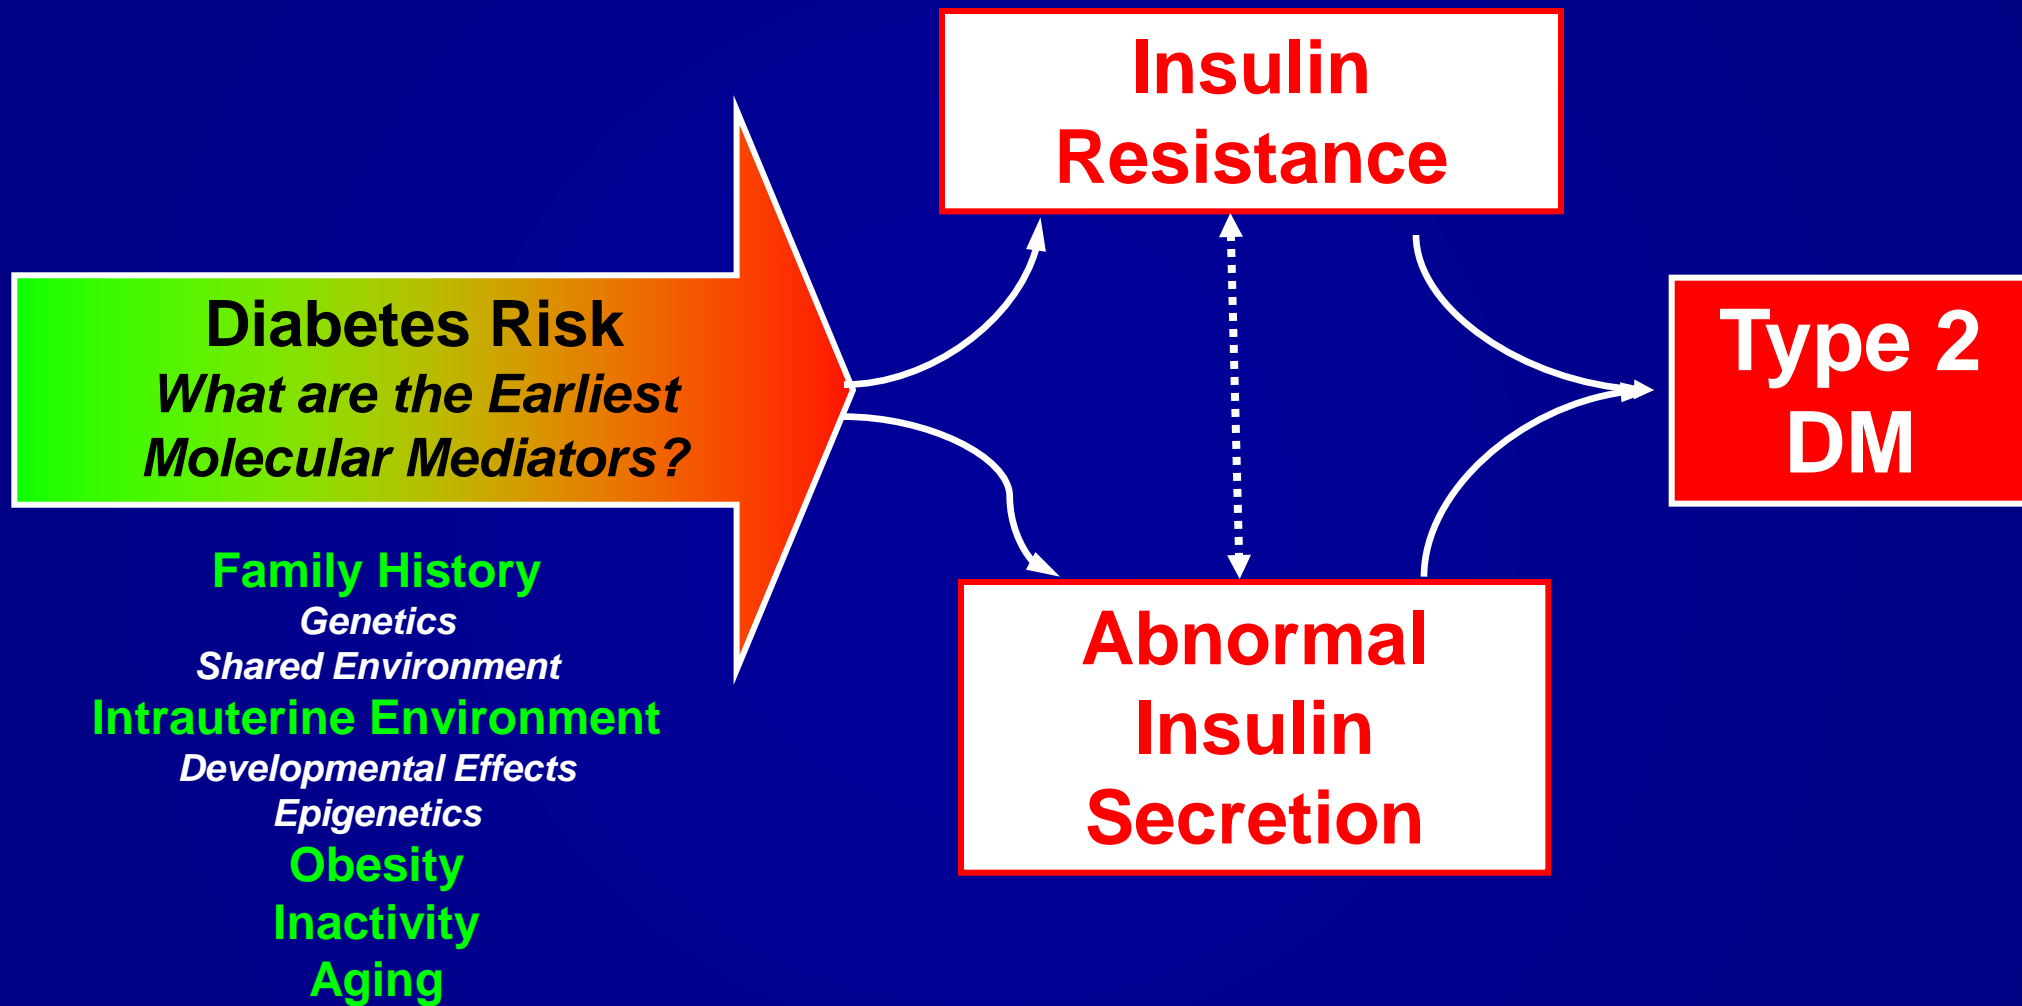 Diabetes Risk
What are the Earliest
Molecular Mediators?
Family History
Genetics
Shared Environment
Intrauterine Environment
Developmental Effects
Epigenetics
Obesity
Inactivity
Aging
Insulin
Resistance
Abnormal
Insulin
Secretion
Type 2
DM